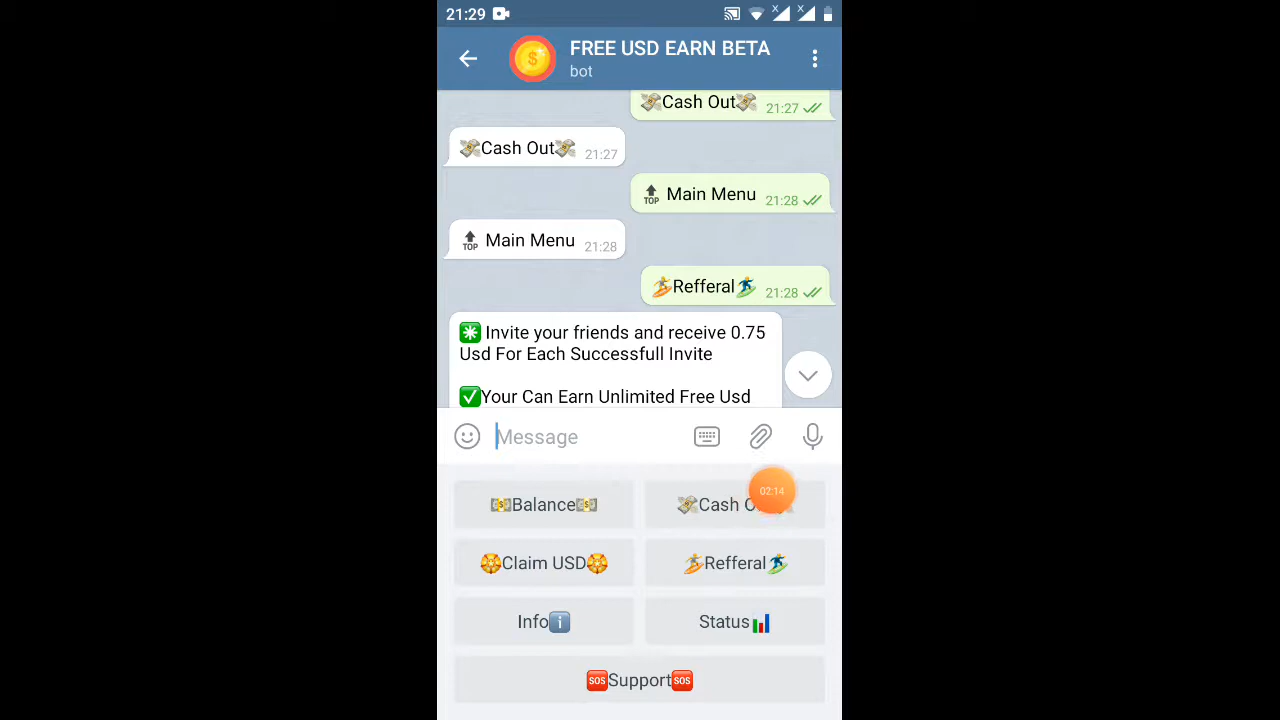 21:29
FREE USD EARN BETA
bot
💸Cash Out💸 21:27
💸Cash Out💸 21:27
🔝 Main Menu 21:28
🔝 Main Menu 21:28
🏄Refferal🏄‍♂️ 21:28
✳️ Invite your friends and receive 0.75
Usd For Each Successfull Invite
✅Your Can Earn Unlimited Free Usd
Message
💵Balance💵
💸Cash O
02:14
🏵Claim USD🏵
🏄Refferal🏄‍♂️
Infoℹ️
Status📊
🆘Support🆘